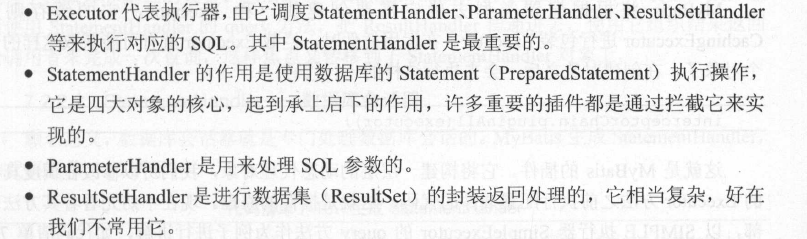 ● Executor 代表执行器，由它调度 StatementHandler、ParameterHandler、ResultSetHandler
等来执行对应的 SQL。其中 StatementHandler 是最重要的。
● StatementHandler 的作用是使用数据库的 Statement（PreparedStatement）执行操作，
它是四大对象的核心，起到承上启下的作用，许多重要的插件都是通过拦截它来实
现的。
● ParameterHandler 是用来处理 SQL 参数的。
● ResultSetHandler 是进行数据集（ResultSet）的封装返回处理的，它相当复杂，好在
我们不常用它。